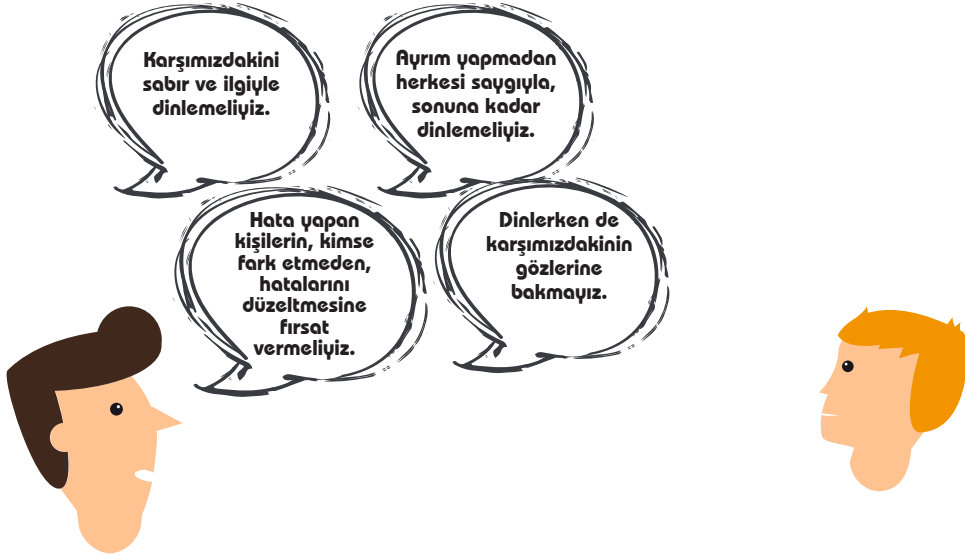 Karşımızdakini
sabır ve ilgiyle
dinlemeliyiz.
Ayrım yapmadan
herkesi saygıyla,
sonuna kadar
dinlemeliyiz.
Hata yapan
kişilerin, kimse
fark etmeden,
hatalarını
düzeltmesine
fırsat
vermeliyiz.
Dinlerken de
karşımızdakinin
gözlerine
bakmayız.